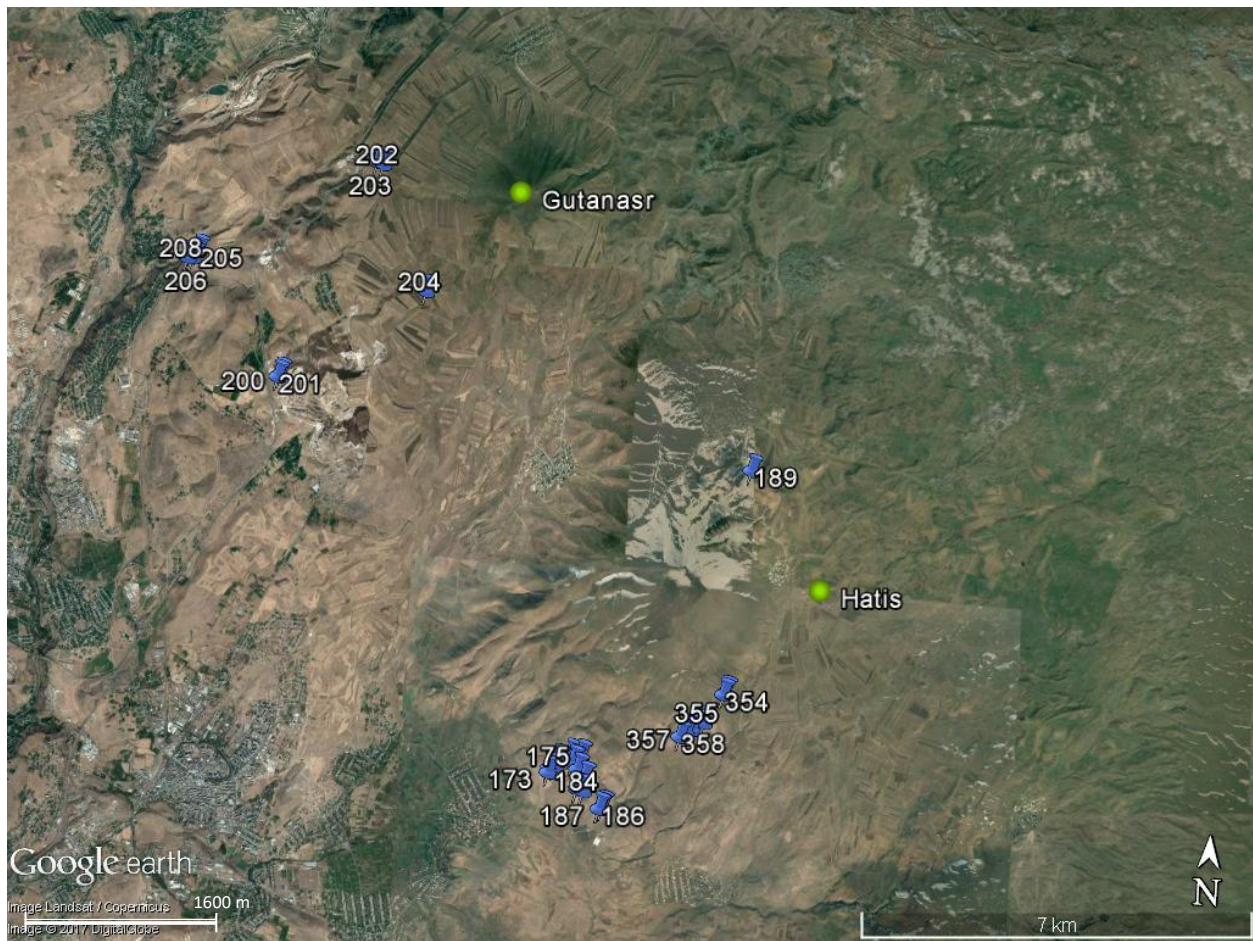 202
203
Gutanasr
208
205
206
204
200
201
189
Hatis
354
355
357
358
175
173
184
187
186
Google earth
N
Image Landsat / Copernicus
1600 m
Image © 2017 DigitalGlobe
7 km